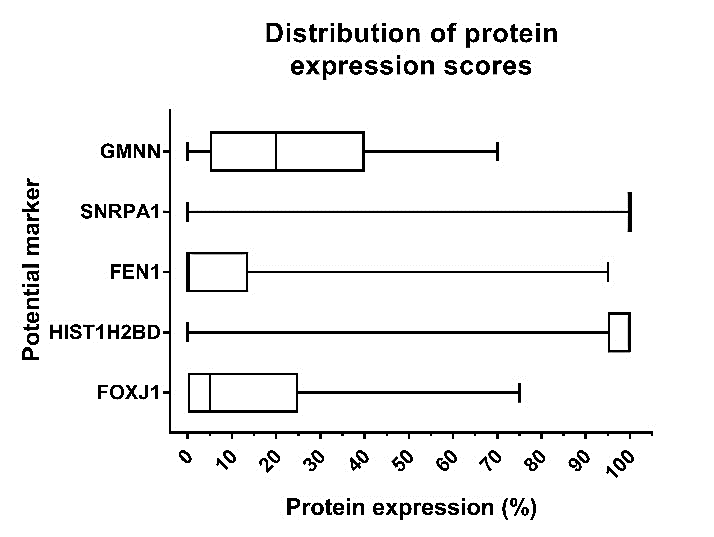 Distribution of protein
expression scores
Potential marker
GMNN
SNRPA1
FEN1
HIST1H2BD
FOXJ1
0 10 20 30 40 50 60 70 80 90 100
Protein expression (%)